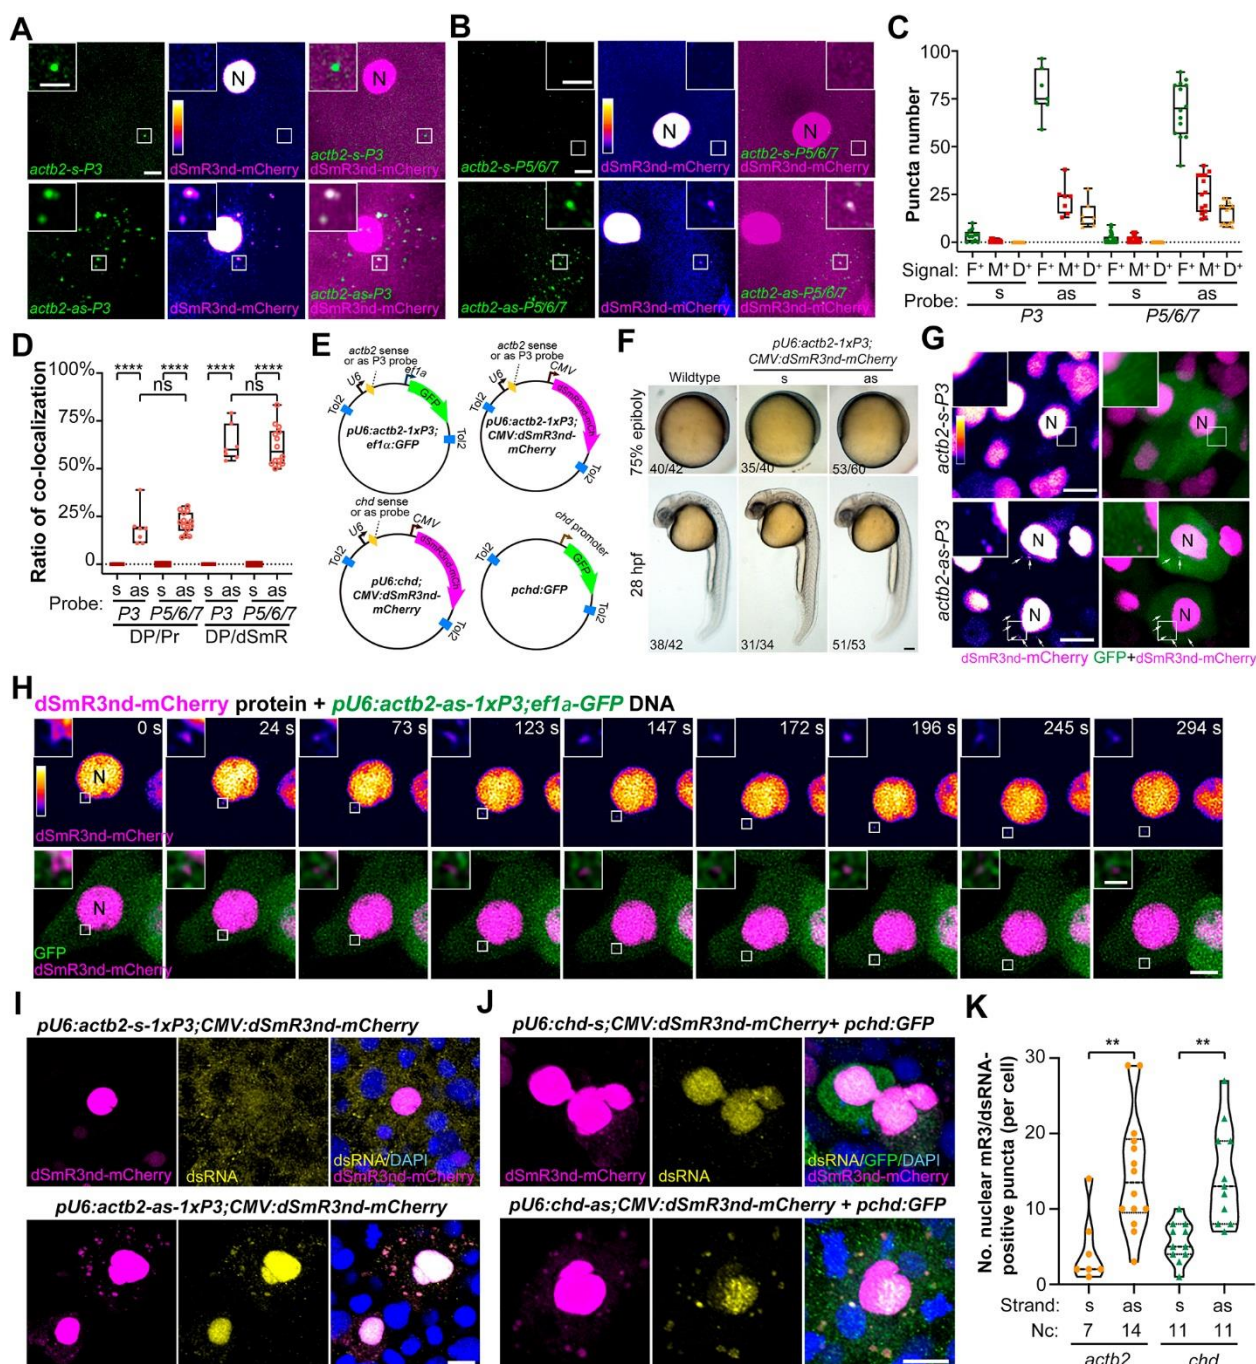 A
N
actb2-s-P3
dSmR3nd-mCherry
actb2-s-P3
dSmR3nd-mCherry
actb2-as-P3
dSmR3nd-mCherry
actb2-as-P3
dSmR3nd-mCherry
B
N
actb2-s-P5/6/7
dSmR3nd-mCherry
actb2-s-P5/6/7
dSmR3nd-mCherry
actb2-as-P5/6/7
dSmR3nd-mCherry
actb2-as-P5/6/7
dSmR3nd-mCherry
C
Puncta number
100
75
50
25
0
Signal: F+ M+ D+ F+ M+ D+ F+ M+ D+ F+ M+ D+
Probe: s as s as
P3 P5/6/7
D
Ratio of co-localization
100%
75%
50%
25%
0
**** **** **** ****
ns ns
Probe: s as s as s as s as
P3 P5/6/7 P3 P5/6/7
DP/Pr DP/dSmR
E
actb2 sense
or as P3 probe
U6
ef1a
GFP
Tol2
Tol2
pU6:actb2-1xP3;
ef1α:GFP
actb2 sense
or as P3 probe
U6
CMV
dSmR3nd-mCh
Tol2
Tol2
pU6:actb2-1xP3;
CMV:dSmR3nd-
mCherry
chd sense
or as probe
U6
CMV
dSmR3nd-mCh
Tol2
Tol2
pU6:chd;
CMV:dSmR3nd-
mCherry
chd promoter
GFP
Tol2
Tol2
pchd:GFP
F
pU6:actb2-1xP3;
CMV:dSmR3nd-mCherry
Wildtype s as
75% epiboly
40/42 35/40 53/60
28 hpf
38/42 31/34 51/53
G
actb2-s-P3
N N
actb2-as-P3
N N
N N
dSmR3nd-mCherry GFP+dSmR3nd-mCherry
H
dSmR3nd-mCherry protein + pU6:actb2-as-1xP3;ef1a-GFP DNA
0 s 24 s 73 s 123 s 147 s 172 s 196 s 245 s 294 s
N
dSmR3nd-mCherry
N
GFP
dSmR3nd-mCherry
I
pU6:actb2-s-1xP3;CMV:dSmR3nd-mCherry
dSmR3nd-mCherry
dsRNA
dsRNA/DAPI
dSmR3nd-mCherry
pU6:actb2-as-1xP3;CMV:dSmR3nd-mCherry
J
pU6:chd-s;CMV:dSmR3nd-mCherry+ pchd:GFP
dSmR3nd-mCherry
dsRNA
dsRNA/GFP/DAPI
dSmR3nd-mCherry
pU6:chd-as;CMV:dSmR3nd-mCherry + pchd:GFP
K
No. nuclear mR3/dsRNA-
positive puncta (per cell)
30
20
10
0
** **
Strand: s as s as
Nc: 7 14 11 11
actb2 chd